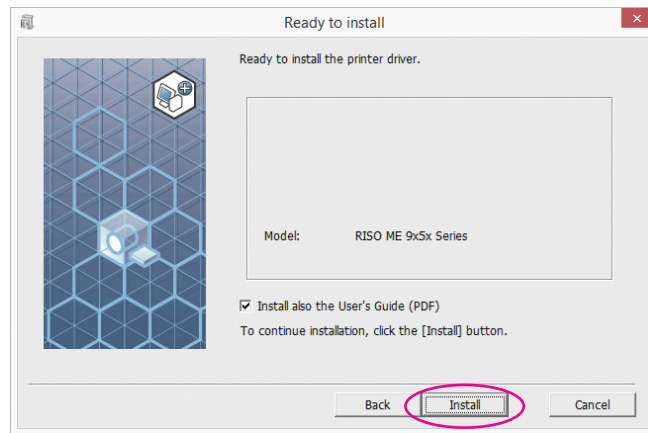 Ready to install
Ready to install the printer driver.
Model: RISO ME 9x5x Series
Install also the User's Guide (PDF)
To continue installation, click the [Install] button.
Back Install Cancel